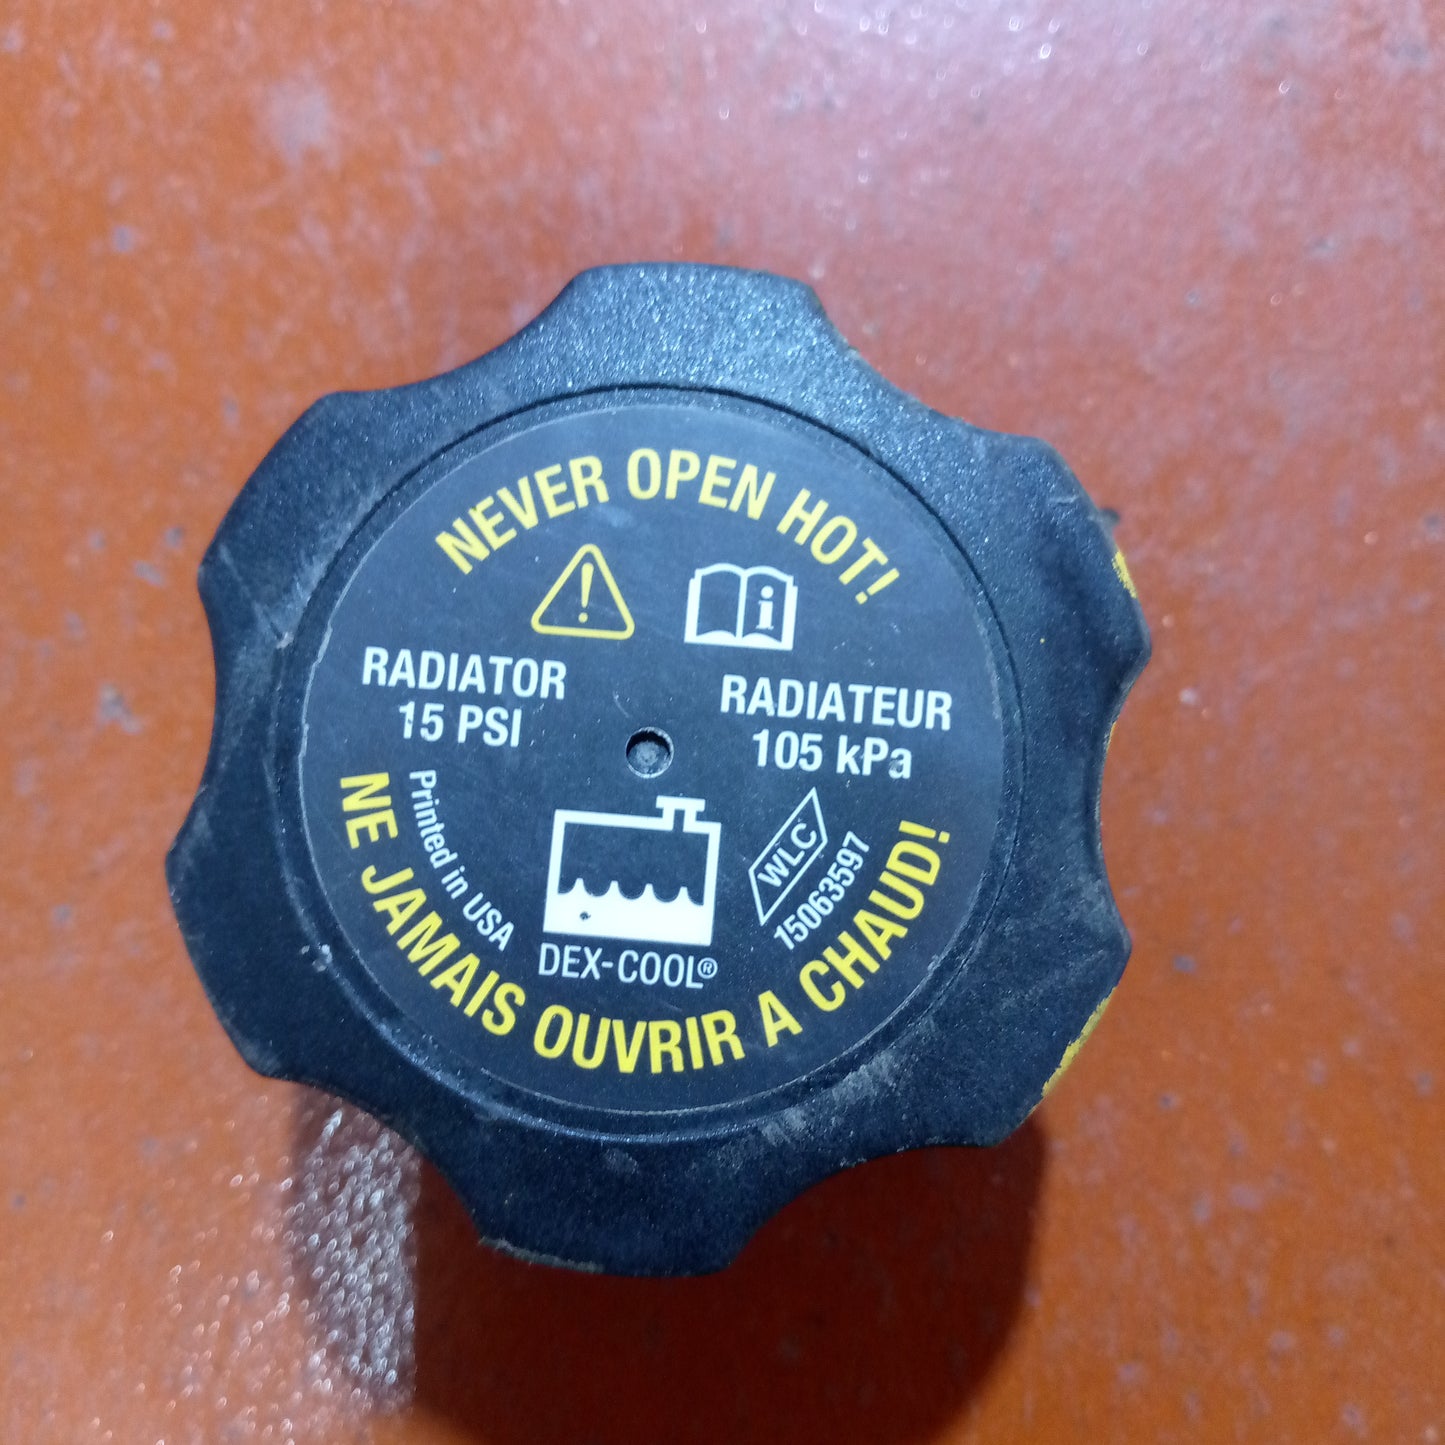 NEVER OPEN HOT!
RADIATOR
15 PSI
RADIATEUR
105 kPa
Printed in USA
WLC
15063597
DEX-COOL®
NE JAMAIS OUVRIR A CHAUD!